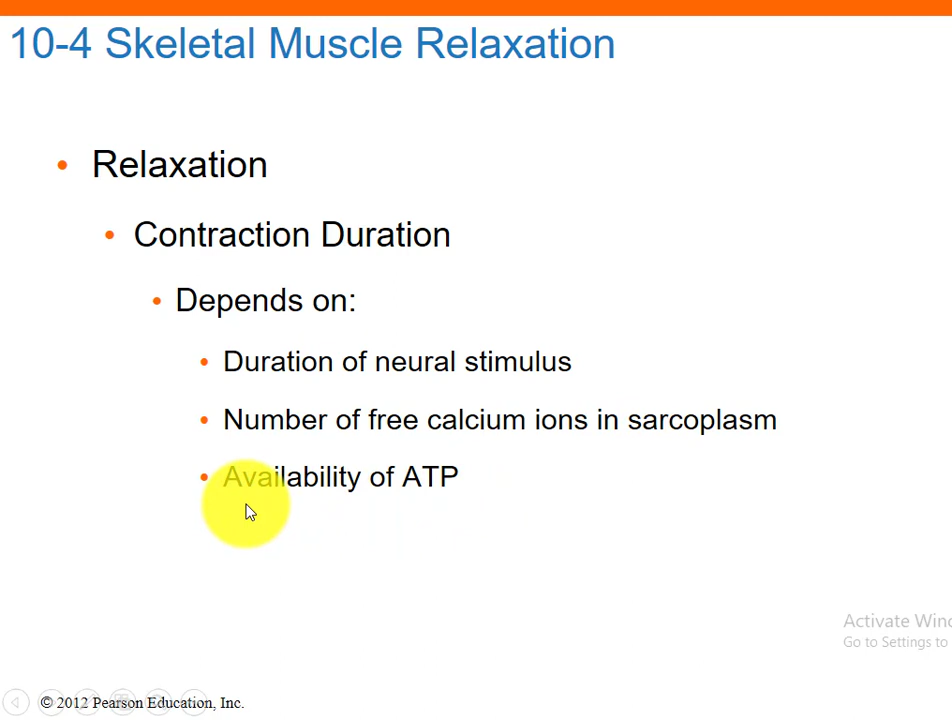 10-4 Skeletal Muscle Relaxation
• Relaxation
• Contraction Duration
• Depends on:
• Duration of neural stimulus
• Number of free calcium ions in sarcoplasm
• Availability of ATP
Activate Wind
Go to Settings to
© 2012 Pearson Education, Inc.